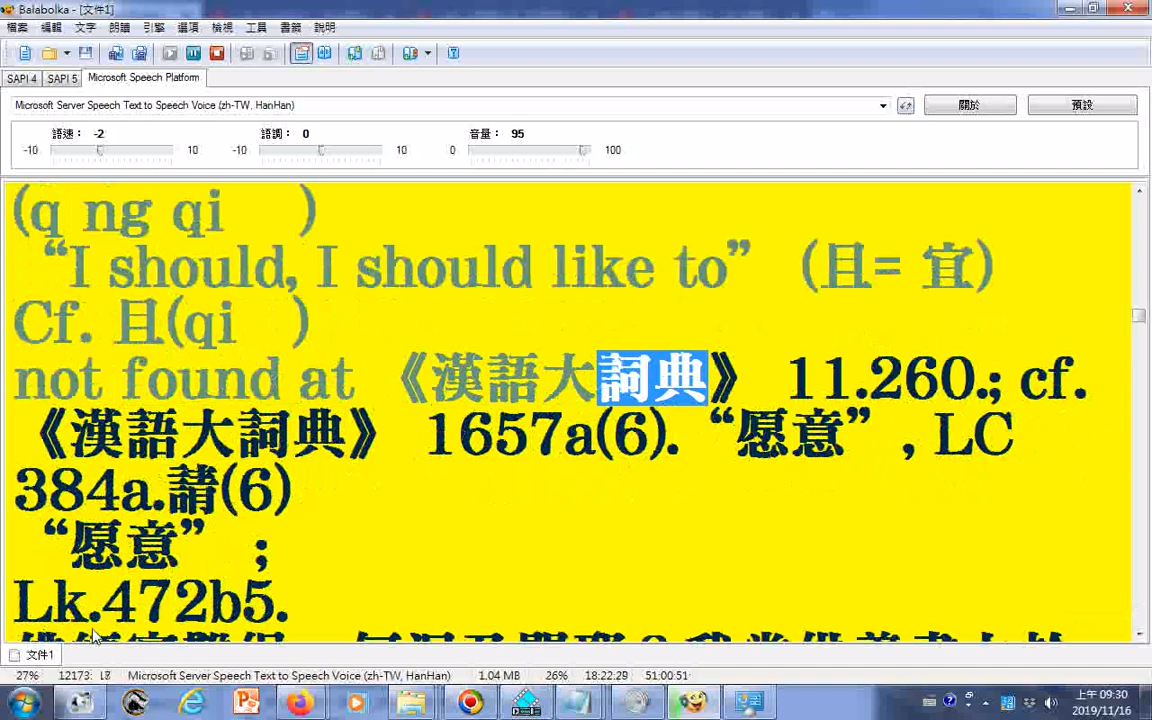 Balabolka - [文件1]
檔案 編輯 文字 朗讀 引擎 選項 檢視 工具 書籤 說明
SAPI 4 SAPI 5 Microsoft Speech Platform
Microsoft Server Speech Text to Speech Voice (zh-TW, HanHan) 關於 預設
語速： -2 語調： 0 音量： 95
-10 10 -10 10 0 100
(q ng qi )
“I should, I should like to” (且= 宜)
Cf. 且(qi )
not found at 《漢語大詞典》 11.260.; cf.
《漢語大詞典》 1657a(6).“愿意”, LC
384a.請(6)
“愿意” ;
Lk.472b5.
文件1
27% 12173: 18 Microsoft Server Speech Text to Speech Voice (zh-TW, HanHan) 1.04 MB 26% 18:22:29 51:00:51
上午 09:30
2019/11/16